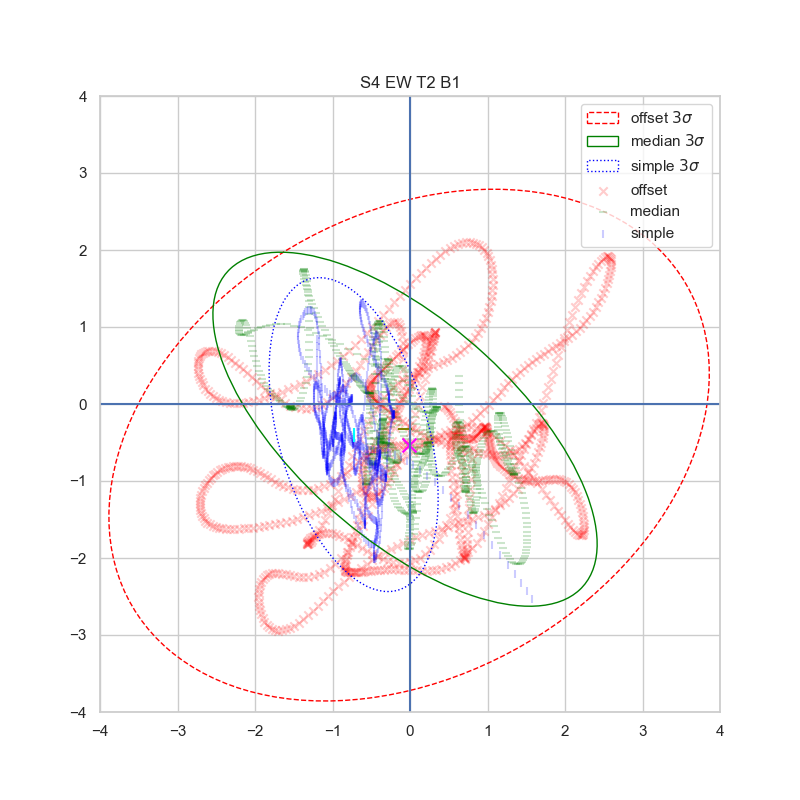 S4 EW T2 B1
offset 3σ
median 3σ
simple 3σ
offset
median
simple
4
3
2
1
0
−1
−2
−3
−4
−4 −3 −2 −1 0 1 2 3 4